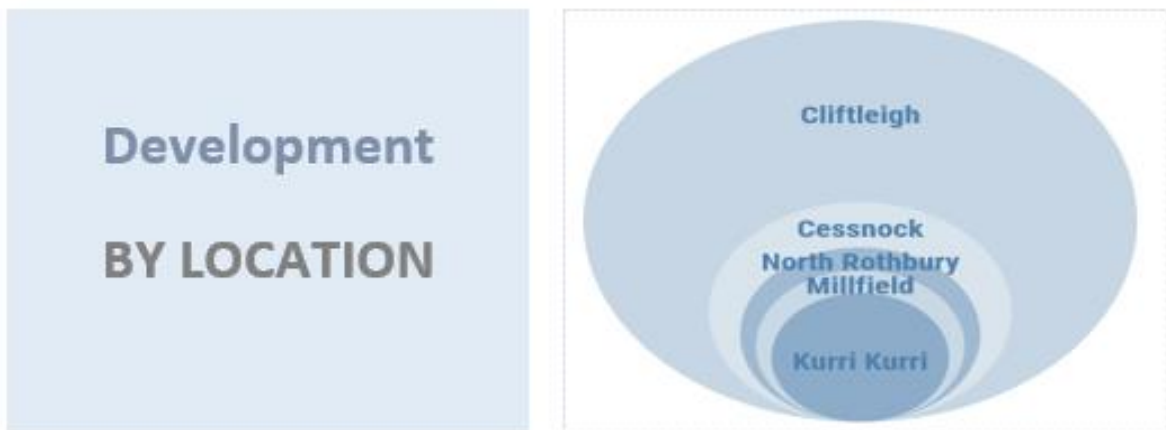 Development
BY LOCATION
Cliftleigh
Cessnock
North Rothbury
Millfield
Kurri Kurri